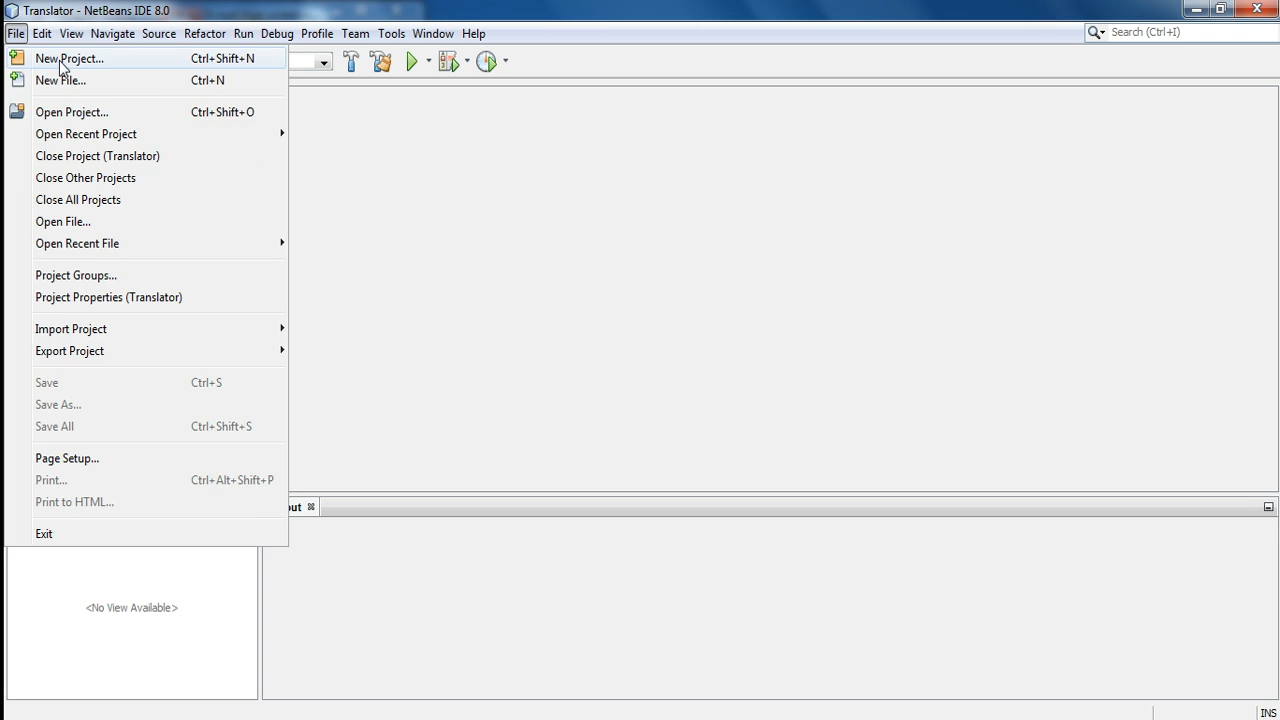 Translator - NetBeans IDE 8.0
File Edit View Navigate Source Refactor Run Debug Profile Team Tools Window Help
Search (Ctrl+I)
New Project... Ctrl+Shift+N
New File... Ctrl+N
Open Project... Ctrl+Shift+O
Open Recent Project
Close Project (Translator)
Close Other Projects
Close All Projects
Open File...
Open Recent File
Project Groups...
Project Properties (Translator)
Import Project
Export Project
Save Ctrl+S
Save As...
Save All Ctrl+Shift+S
Page Setup...
Print... Ctrl+Alt+Shift+P
Print to HTML...
out
Exit
<No View Available>
INS